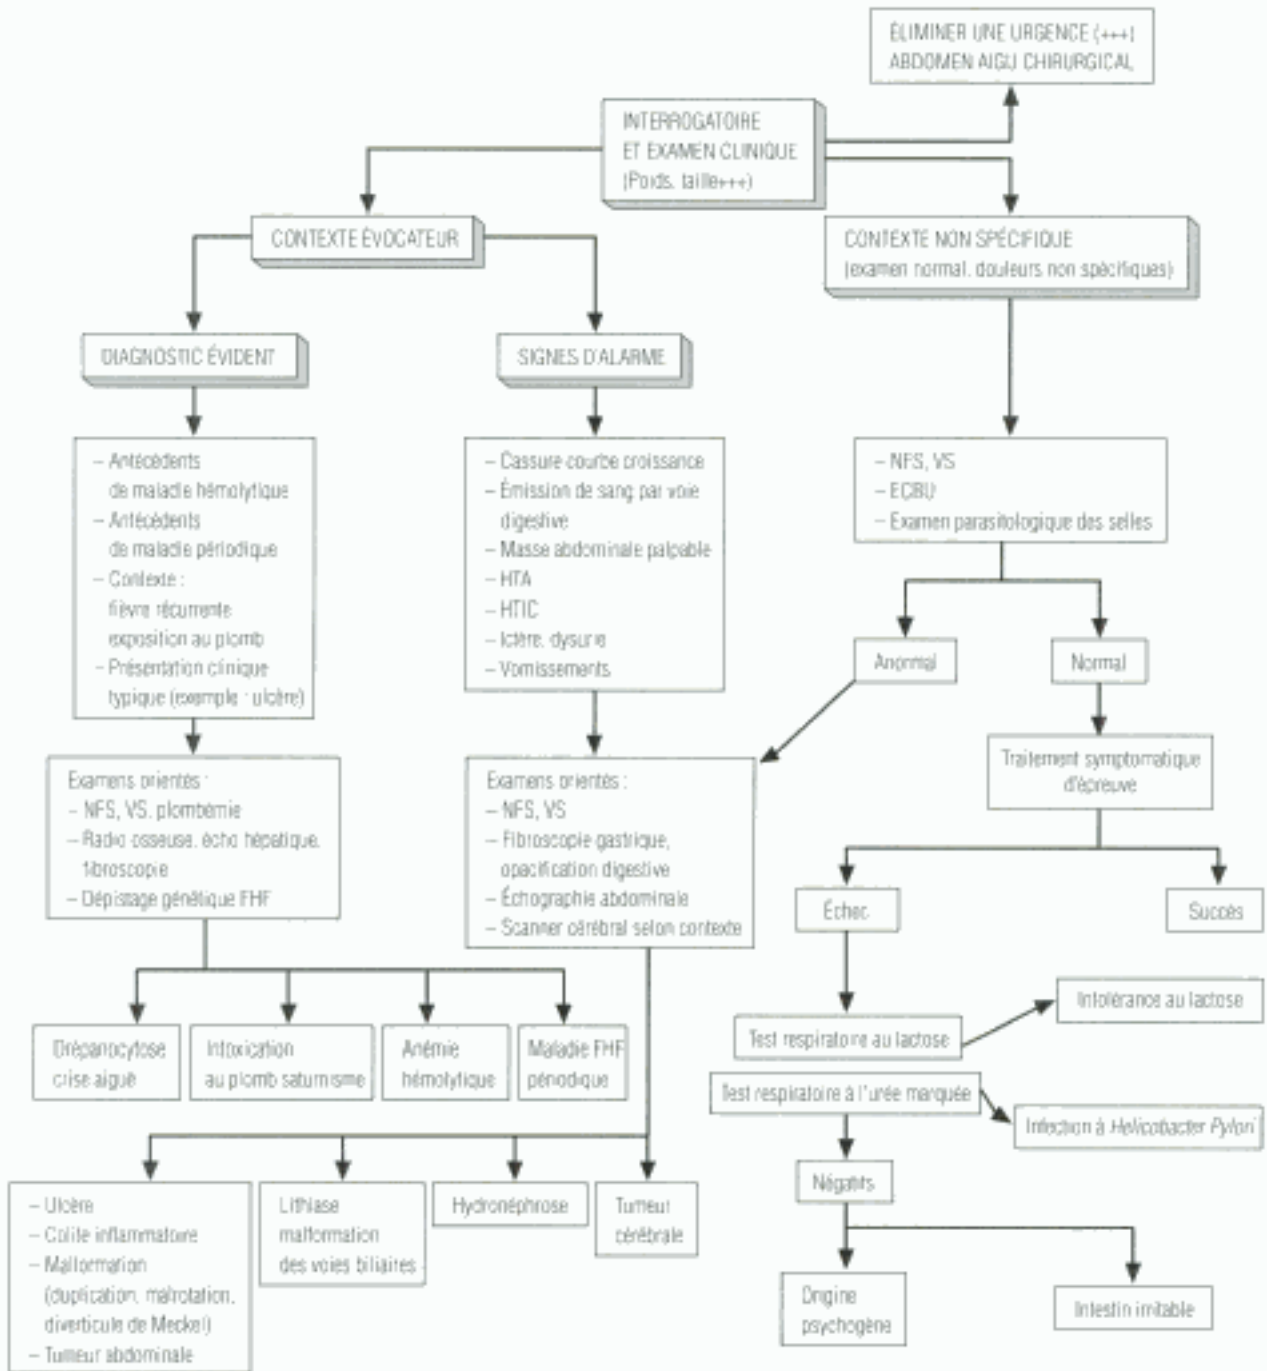 ÉLIMINER UNE URGENCE (+++)
ABDOMEN AIGU CHIRURGICAL
INTERROGATOIRE
ET EXAMEN CLINIQUE
(Poids, taille+++)
CONTEXTE ÉVOCATEUR
CONTEXTE NON SPÉCIFIQUE
(examen normal, douleurs non spécifiques)
DIAGNOSTIC ÉVIDENT
SIGNES D'ALARME
– Antécédents
de maladie hémolytique
– Antécédents
de maladie périodique
– Contexte :
fièvre récurrente
exposition au plomb
– Présentation clinique
typique (exemple : ulcère)
– Cassure courbe croissance
– Émission de sang par voie
digestive
– Masse abdominale palpable
– HTA
– HTIC
– Ictère, dysurie
– Vomissements
– NFS, VS
– ECBU
– Examen parasitologique des selles
Anormal
Normal
Examens orientés :
– NFS, VS, plombémie
– Radio osseuse, écho hépatique,
fibroscopie
– Dépistage génétique FHF
Examens orientés :
– NFS, VS
– Fibroscopie gastrique,
opacification digestive
– Échographie abdominale
– Scanner cérébral selon contexte
Traitement symptomatique
d'épreuve
Échec
Succès
Drépanocytose
crise aiguë
Intoxication
au plomb saturnisme
Anémie
hémolytique
Maladie FHF
périodique
Test respiratoire au lactose
Intolérance au lactose
Test respiratoire à l'urée marquée
Infection à Helicobacter Pylori
Négatifs
– Ulcère
– Colite inflammatoire
– Malformation
(duplication, malrotation,
diverticule de Meckel)
– Tumeur abdominale
Lithiase
malformation
des voies biliaires
Hydronéphrose
Tumeur
cérébrale
Origine
psychogène
Intestin irritable